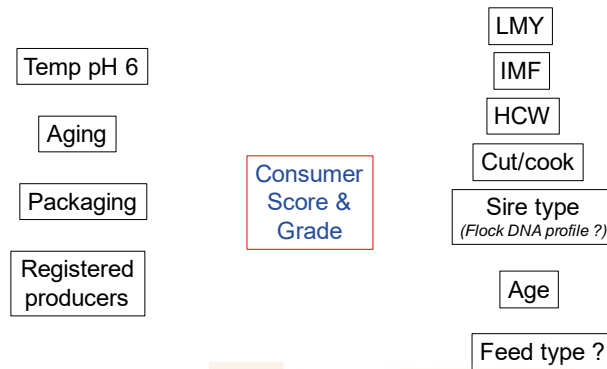 Temp pH 6
Aging
Packaging
Registered
producers
Consumer
Score &
Grade
LMY
IMF
HCW
Cut/cook
Sire type
(Flock DNA profile ?)
Age
Feed type ?